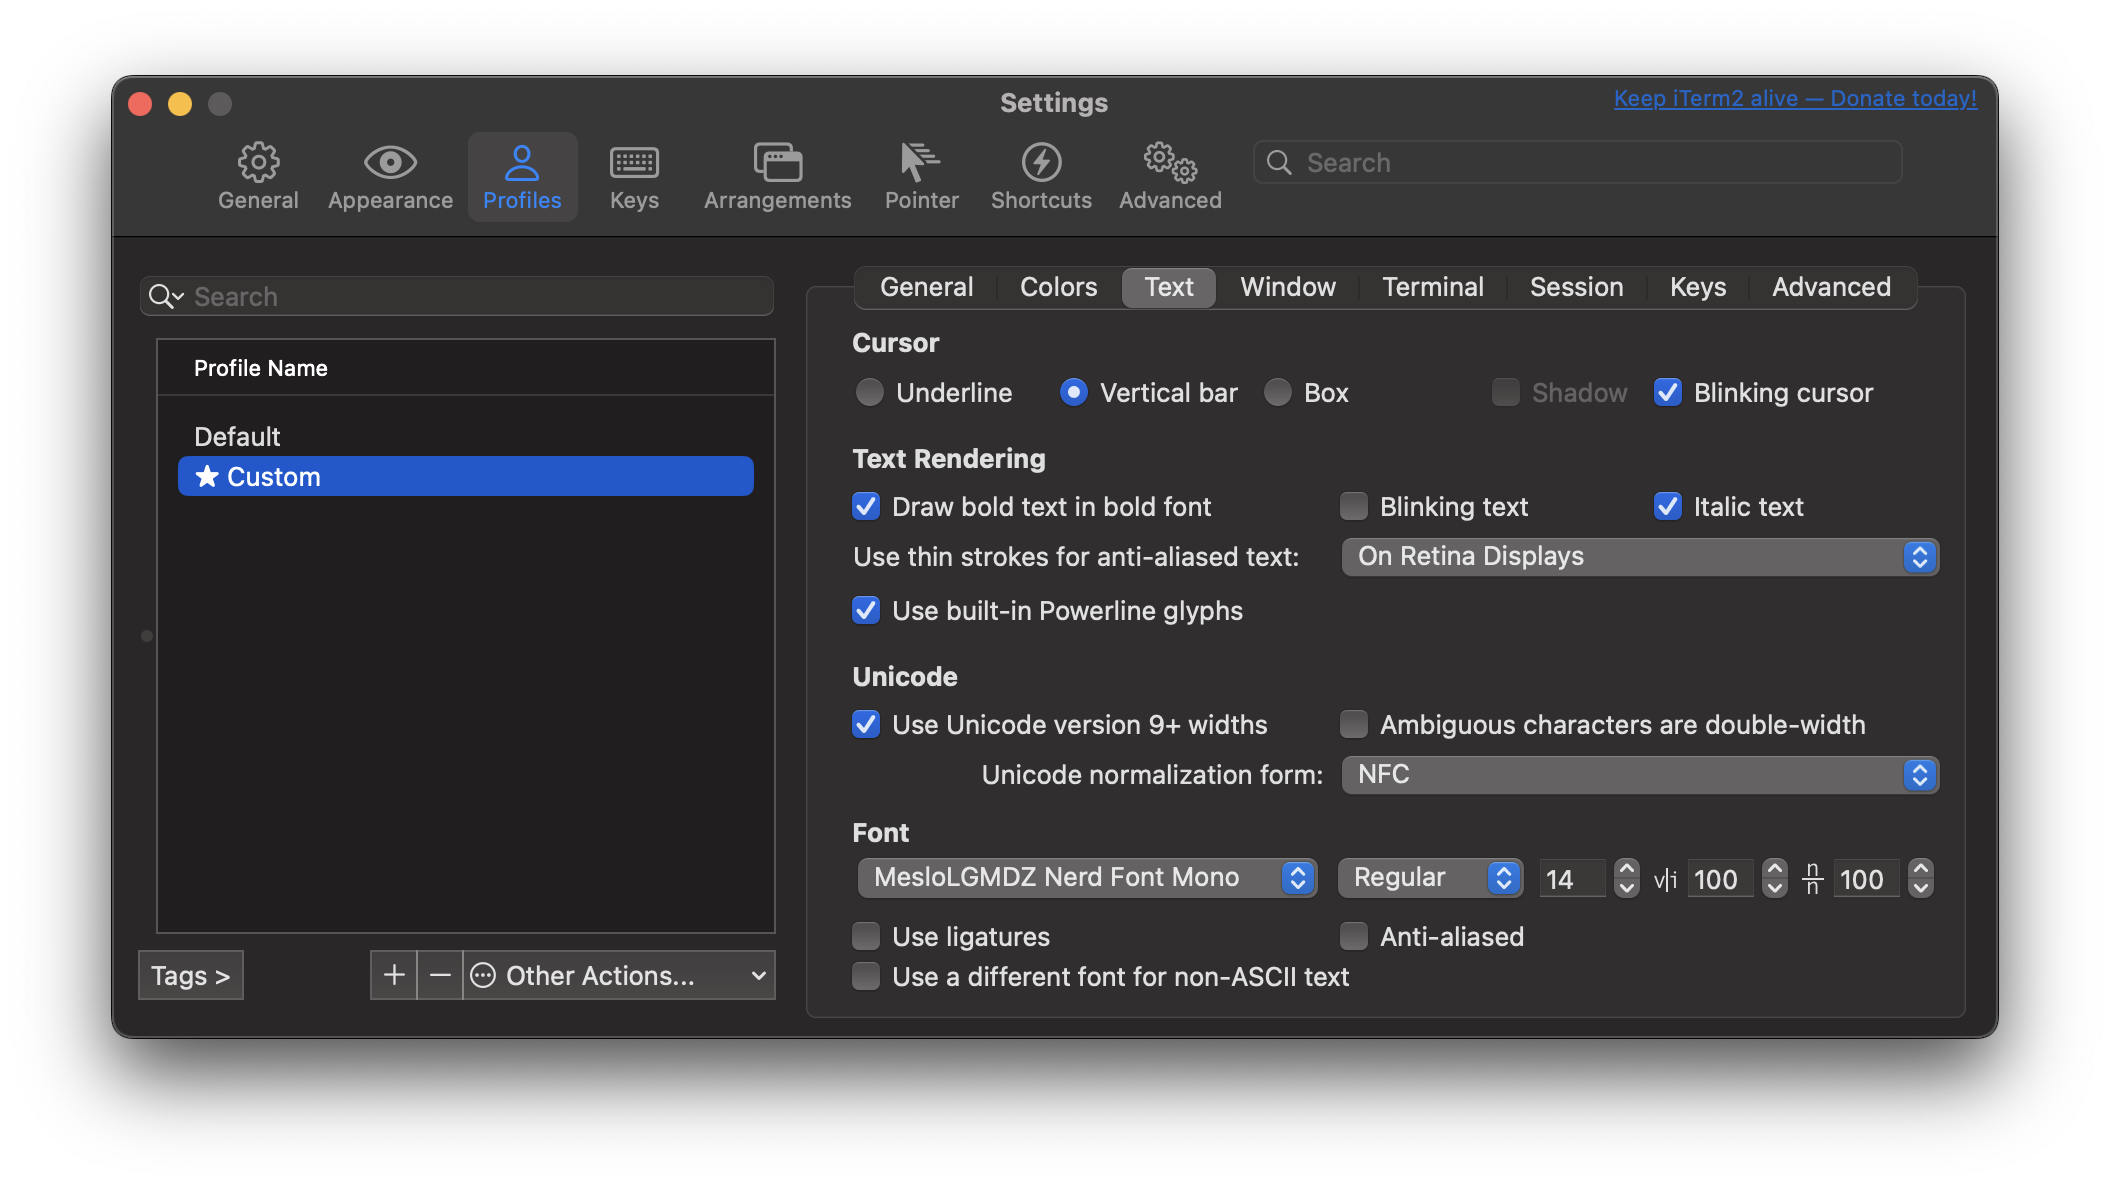 Settings
Keep iTerm2 alive — Donate today!
General Appearance Profiles Keys Arrangements Pointer Shortcuts Advanced Search
Search
Profile Name
Default
★ Custom
Tags >
+ − Other Actions...
General Colors Text Window Terminal Session Keys Advanced
Cursor
Underline Vertical bar Box Shadow Blinking cursor
Text Rendering
Draw bold text in bold font Blinking text Italic text
Use thin strokes for anti-aliased text: On Retina Displays
Use built-in Powerline glyphs
Unicode
Use Unicode version 9+ widths Ambiguous characters are double-width
Unicode normalization form: NFC
Font
MesloLGMDZ Nerd Font Mono Regular 14 v|i 100 n/n 100
Use ligatures Anti-aliased
Use a different font for non-ASCII text